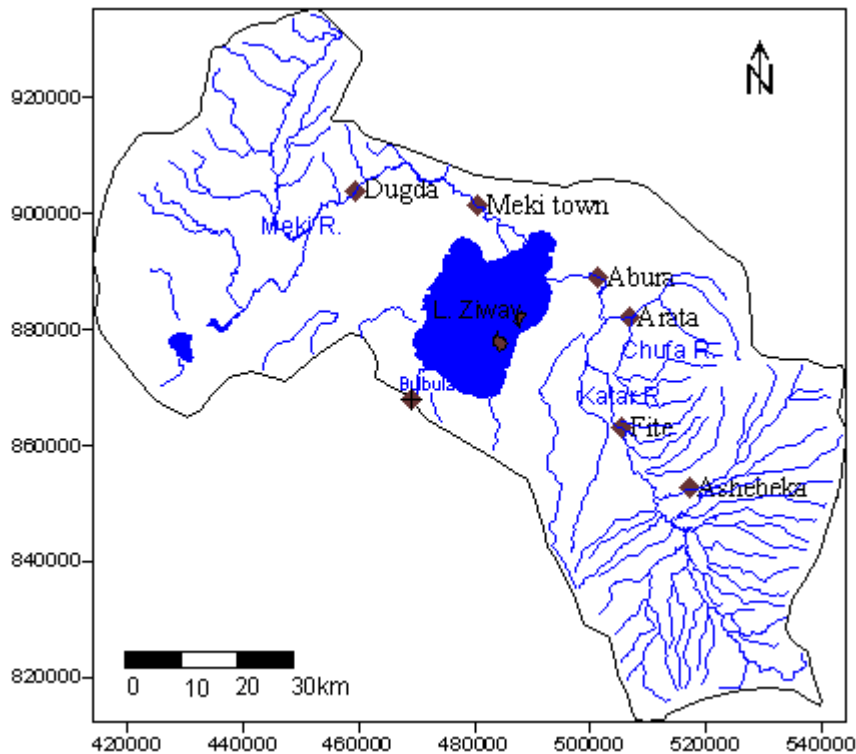 N
920000
Dugda
900000
Meki town
Meki R.
Abura
L. Ziway
Arata
880000
Chufa R.
Bulbula
Katar R
Fite
860000
Asheheka
840000
820000
0 10 20 30km
420000 440000 460000 480000 500000 520000 540000